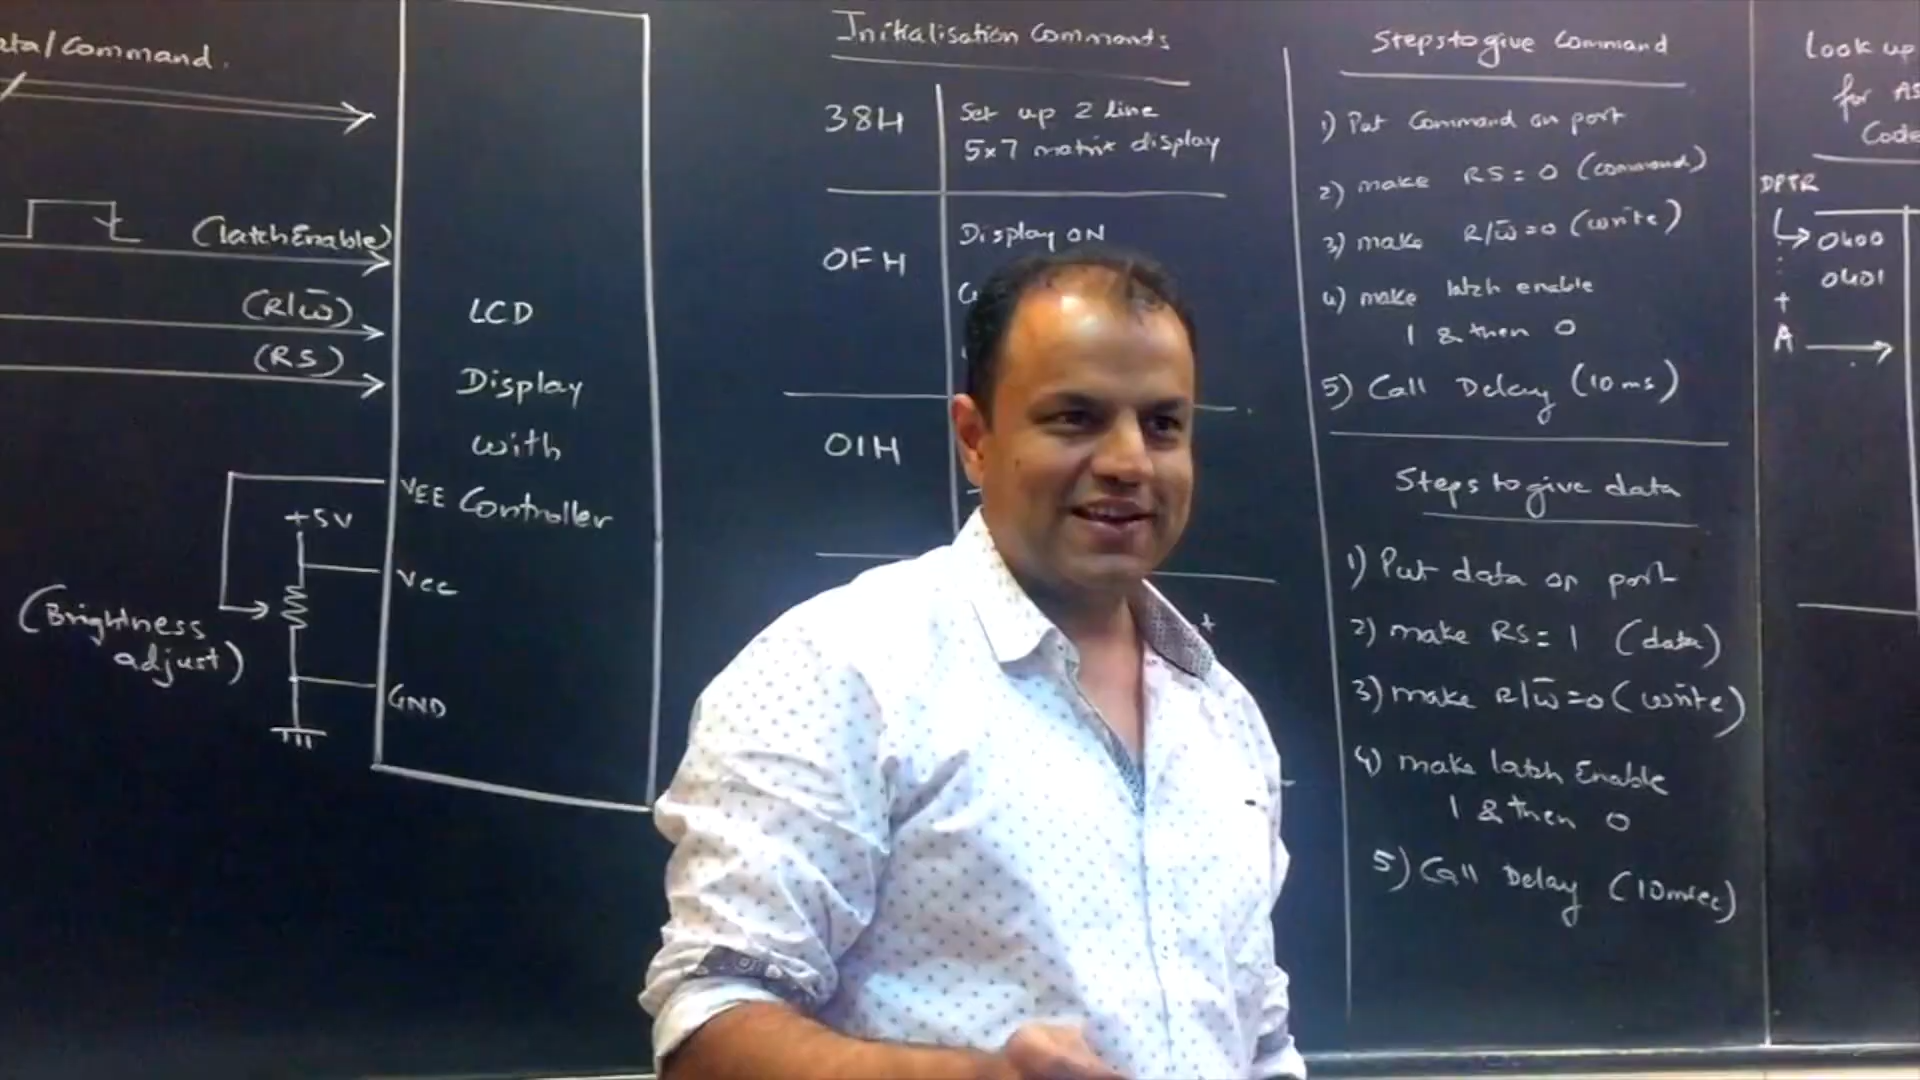 /Command.
(latch Enable)
(R/w̅)
(RS)
LCD
Display
with
Controller
VEE
+5V
Vcc
(Brightness
adjust)
GND
Initialisation Commands
38H
Set up 2 line
5x7 matrix display
0FH
Display ON
01H
Steps to give Command
1) Put Command on port
2) make RS = 0 (command)
3) make R/w̅ = 0 (write)
4) make latch enable
1 & then 0
5) Call Delay (10 ms)
Steps to give data
1) Put data on port
2) make RS = 1 (data)
3) make R/w̅ = 0 (write)
4) make latch Enable
1 & then 0
5) Call Delay (10msec)
Look up
for
Code
DPTR
0400
0401
+
A